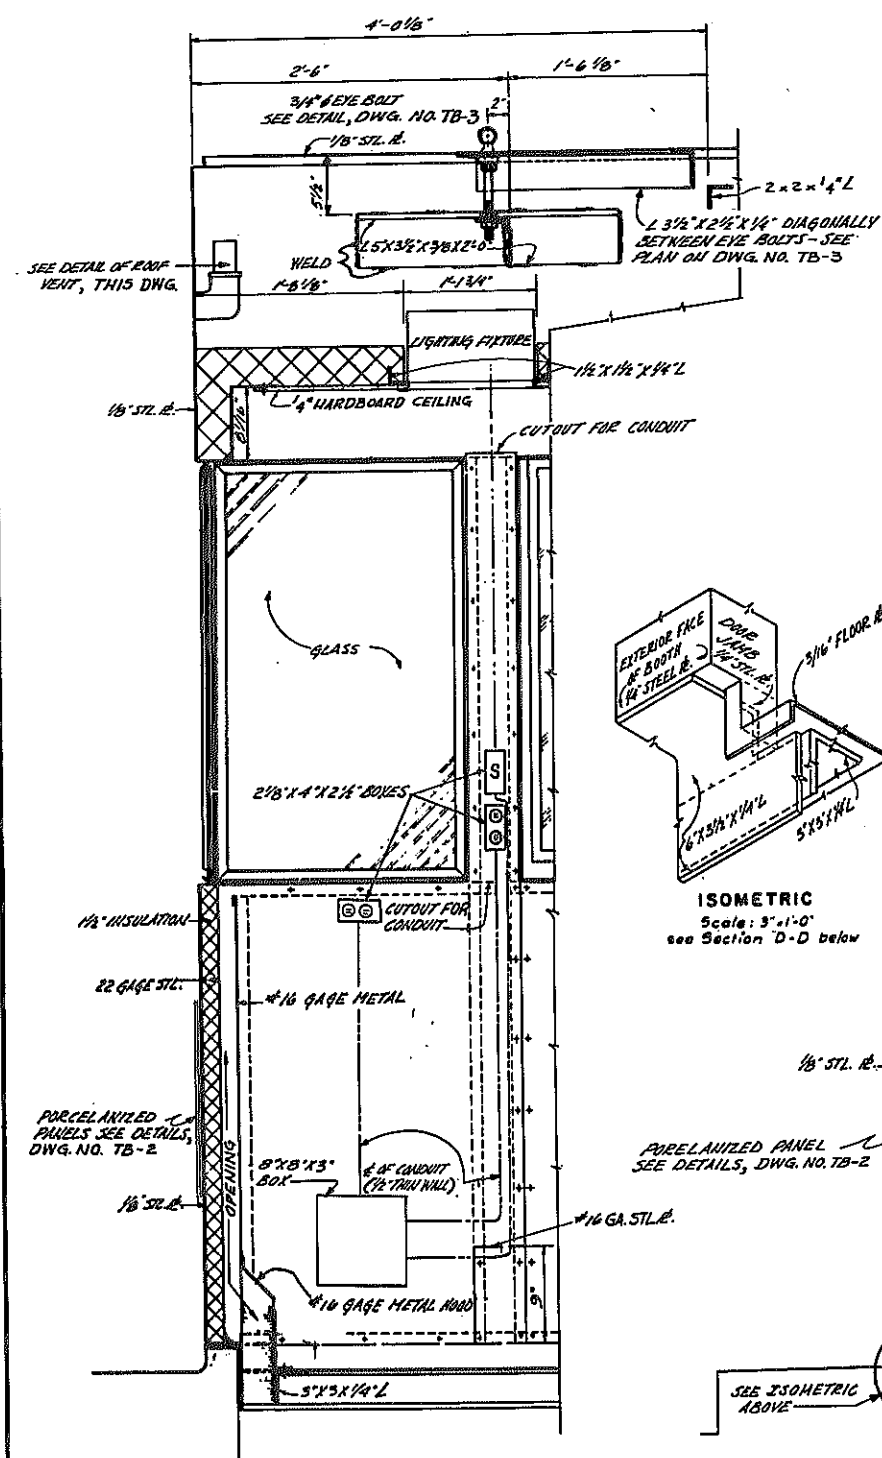 4'-0 1/8"
2'-6"
1'-6 1/8"
3/4"ϕ EYE BOLT
SEE DETAIL, DWG. NO. TB-3
2"
1/8" STL. PL.
5 1/2"
2 x 2 x 1/4" L
L 3 1/2" X 2 1/2" X 1/4" DIAGONALLY
BETWEEN EYE BOLTS - SEE
PLAN ON DWG. NO. TB-3
L 5 X 3 1/2" X 3/8 X 2'-0"
WELD
SEE DETAIL OF ROOF
VENT, THIS DWG.
1'-8 1/8"
1'-1 3/4"
LIGHTING FIXTURE
1 1/2" X 1 1/2" X 1/4" L
1/8" STL. PL.
1/4" HARDBOARD CEILING
CUTOUT FOR CONDUIT
GLASS
EXTERIOR FACE
OF BOOTH
1/4" STEEL PL.
DOOR
JAMB
1/4" STL. PL.
3/16" FLOOR PL
S
2 1/8" X 4" X 2 1/2" BOXES
6" X 3 1/2" X 1/4" L
ISOMETRIC
Scale: 3"=1'-0"
see Section D-D below
CUTOUT FOR
CONDUIT
1 1/2" INSULATION
22 GAGE STL.
#16 GAGE METAL
1/8" STL. PL.
PORCELANIZED
PANELS SEE DETAILS,
DWG. NO. TB-2
OPENING
PORELANIZED PANEL
SEE DETAILS, DWG. NO. TB-2
8" X 8" X 3"
BOX
℄ OF CONDUIT
(1/2" THIN WALL)
1/8" STL. PL.
#16 GA. STL. PL.
#16 GAGE METAL HOOD
9"
3" X 3 X 1/4" L
SEE ISOMETRIC
ABOVE